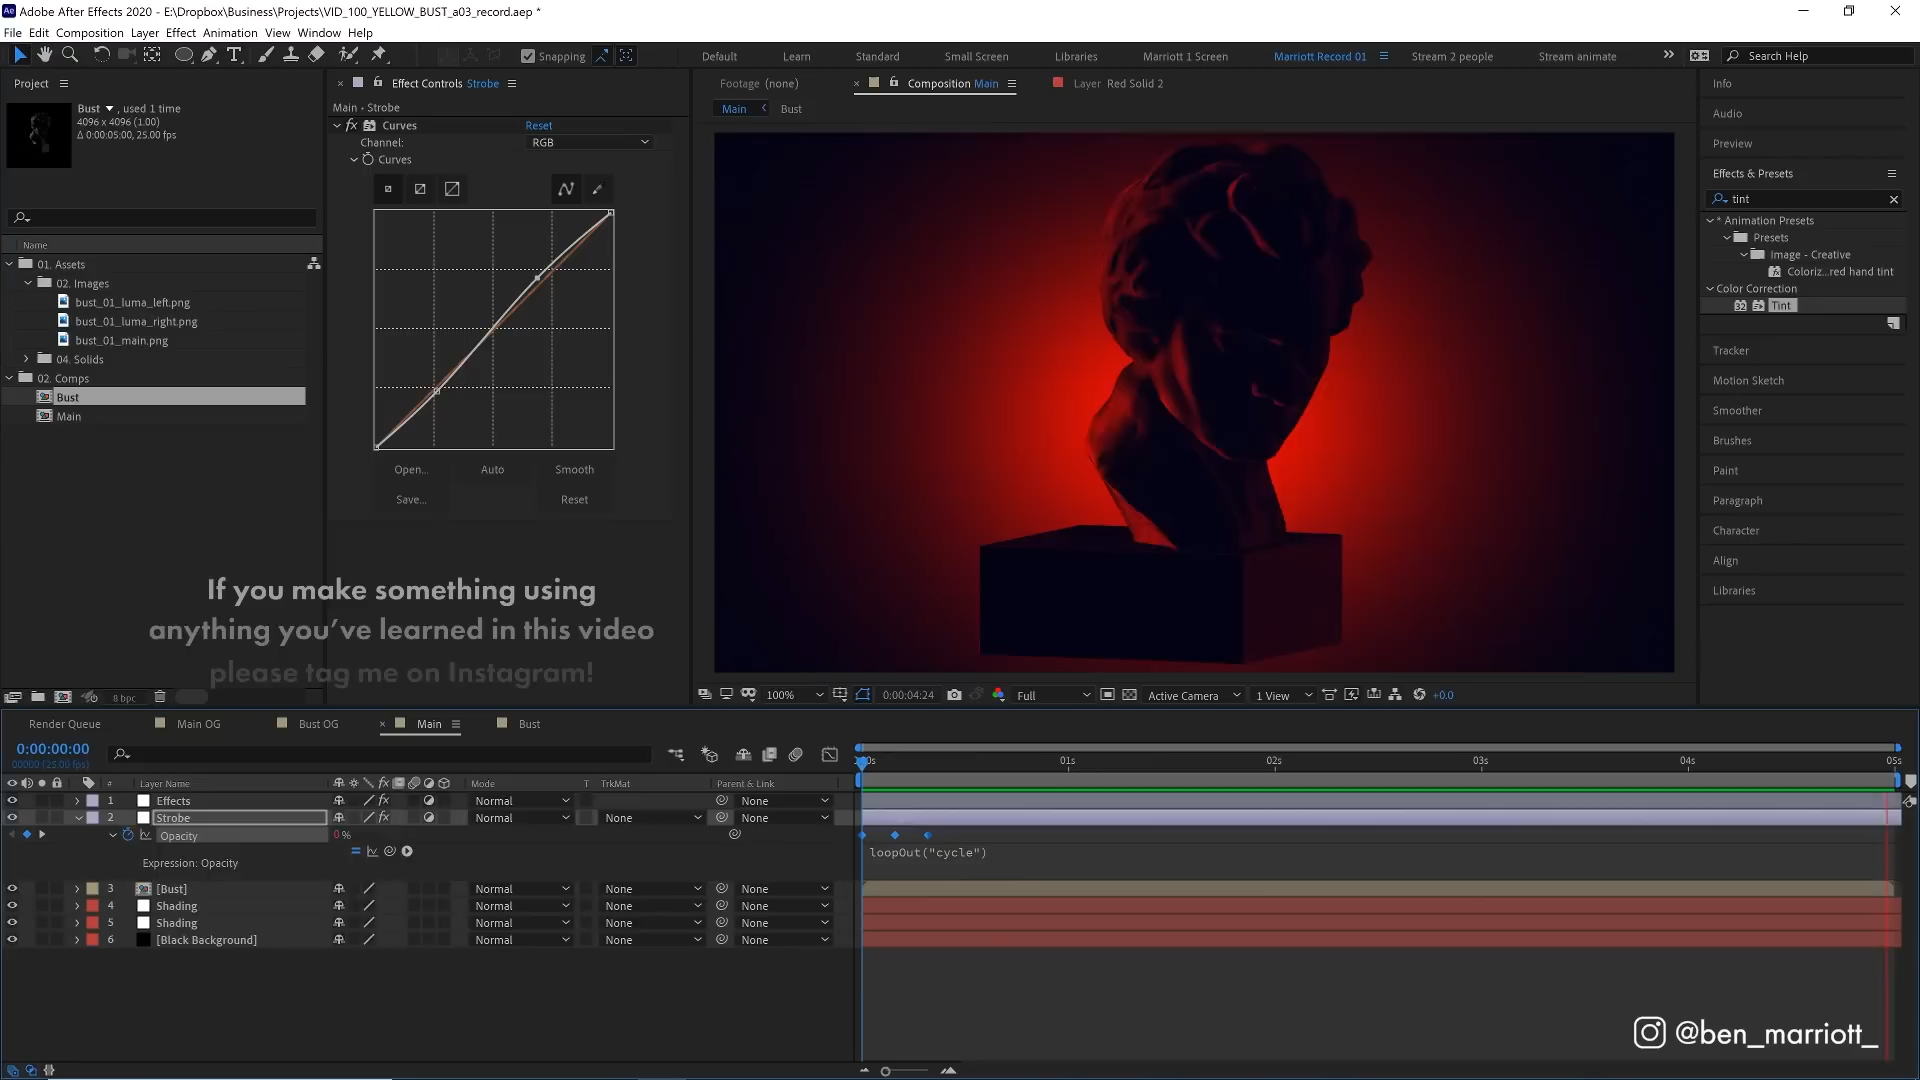 Adobe After Effects 2020 - E:\Dropbox\Business\Projects\VID_100_YELLOW_BUST_a03_record.aep *
File Edit Composition Layer Effect Animation View Window Help
Snapping Default Learn Standard Small Screen Libraries Marriott 1 Screen Marriott Record 01 Stream 2 people Stream animate Search Help
Project
Bust , used 1 time
4096 x 4096 (1.00)
Δ 0:00:05:00, 25.00 fps
Name
01. Assets
02. Images
bust_01_luma_left.png
bust_01_luma_right.png
bust_01_main.png
04. Solids
02. Comps
Bust
Main
8 bpc
Effect Controls Strobe
Main • Strobe
fx Curves Reset
Channel: RGB
Curves
Open... Auto Smooth
Save... Reset
If you make something using
anything you've learned in this video
please tag me on Instagram!
Footage (none) Composition Main Layer Red Solid 2
Main Bust
100% 0:00:04:24 Full Active Camera 1 View +0.0
Info
Audio
Preview
Effects & Presets
tint
* Animation Presets
Presets
Image - Creative
Coloriz...red hand tint
Color Correction
32 Tint
Tracker
Motion Sketch
Smoother
Brushes
Paint
Paragraph
Character
Align
Libraries
Render Queue Main OG Bust OG Main Bust
0:00:00:00
00000 (25.00 fps)
# Layer Name fx Mode T TrkMat Parent & Link
01s 02s 03s 04s 05s
1 Effects fx Normal None
2 Strobe fx Normal None None
Opacity 0%
Expression: Opacity
loopOut("cycle")
3 [Bust] Normal None None
4 Shading Normal None None
5 Shading Normal None None
6 [Black Background] Normal None None
@ben_marriott_